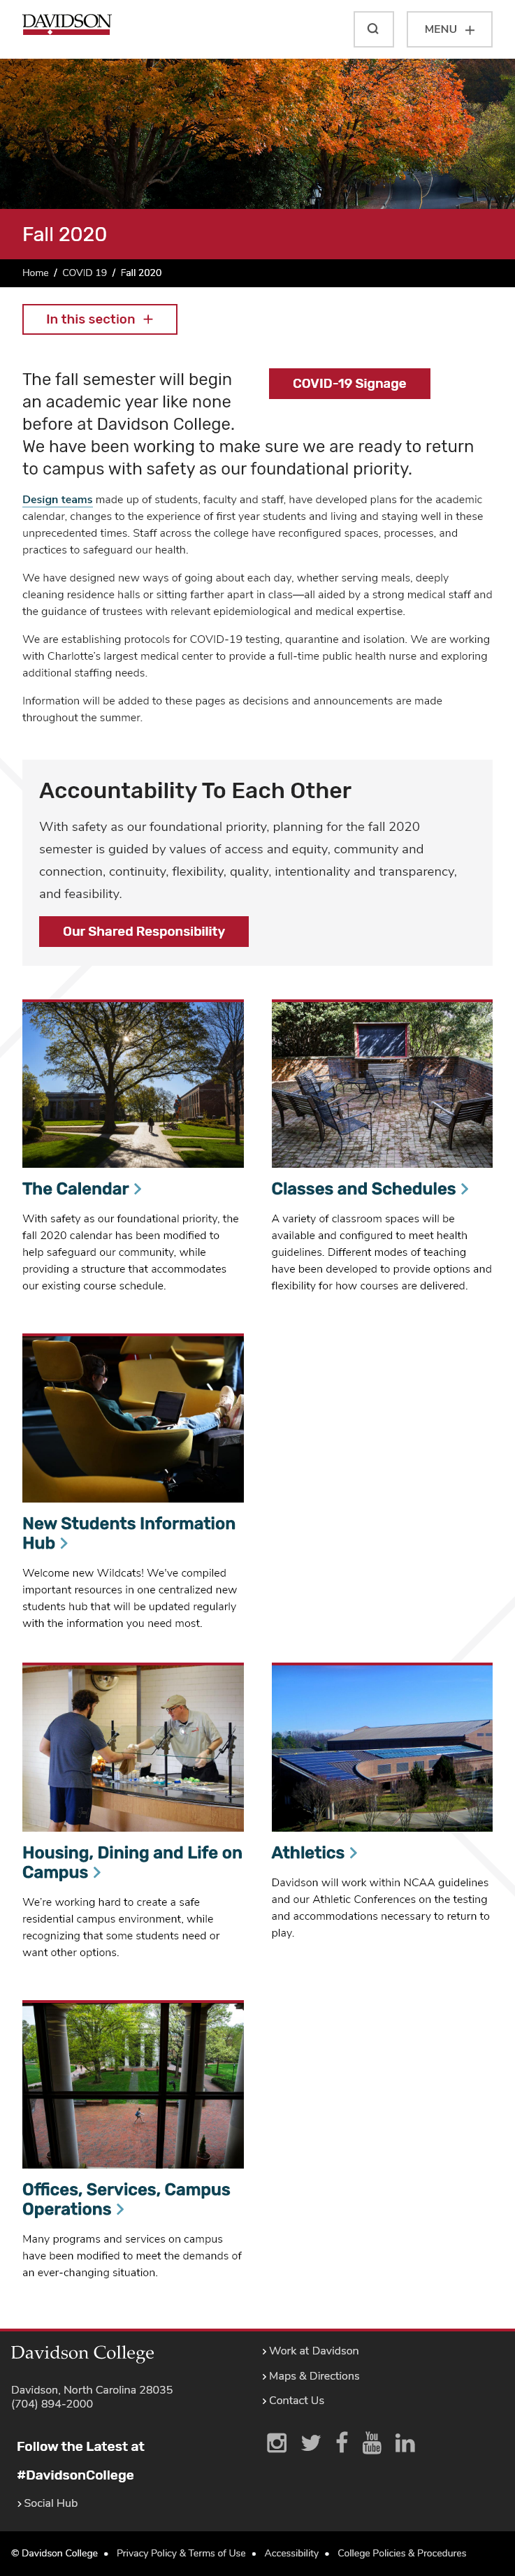 DAVIDSON
MENU +
Fall 2020
Home / COVID 19 / Fall 2020
In this section +
COVID-19 Signage
The fall semester will begin
an academic year like none
before at Davidson College.
We have been working to make sure we are ready to return
to campus with safety as our foundational priority.
Design teams made up of students, faculty and staff, have developed plans for the academic
calendar, changes to the experience of first year students and living and staying well in these
unprecedented times. Staff across the college have reconfigured spaces, processes, and
practices to safeguard our health.
We have designed new ways of going about each day, whether serving meals, deeply
cleaning residence halls or sitting farther apart in class—all aided by a strong medical staff and
the guidance of trustees with relevant epidemiological and medical expertise.
We are establishing protocols for COVID-19 testing, quarantine and isolation. We are working
with Charlotte's largest medical center to provide a full-time public health nurse and exploring
additional staffing needs.
Information will be added to these pages as decisions and announcements are made
throughout the summer.
Accountability To Each Other
With safety as our foundational priority, planning for the fall 2020
semester is guided by values of access and equity, community and
connection, continuity, flexibility, quality, intentionality and transparency,
and feasibility.
Our Shared Responsibility
The Calendar >
With safety as our foundational priority, the
fall 2020 calendar has been modified to
help safeguard our community, while
providing a structure that accommodates
our existing course schedule.
Classes and Schedules >
A variety of classroom spaces will be
available and configured to meet health
guidelines. Different modes of teaching
have been developed to provide options and
flexibility for how courses are delivered.
New Students Information
Hub >
Welcome new Wildcats! We've compiled
important resources in one centralized new
students hub that will be updated regularly
with the information you need most.
Housing, Dining and Life on
Campus >
We're working hard to create a safe
residential campus environment, while
recognizing that some students need or
want other options.
Athletics >
Davidson will work within NCAA guidelines
and our Athletic Conferences on the testing
and accommodations necessary to return to
play.
Offices, Services, Campus
Operations >
Many programs and services on campus
have been modified to meet the demands of
an ever-changing situation.
Davidson College
Davidson, North Carolina 28035
(704) 894-2000
Follow the Latest at
#DavidsonCollege
> Social Hub
> Work at Davidson
> Maps & Directions
> Contact Us
You Tube
© Davidson College • Privacy Policy & Terms of Use • Accessibility • College Policies & Procedures